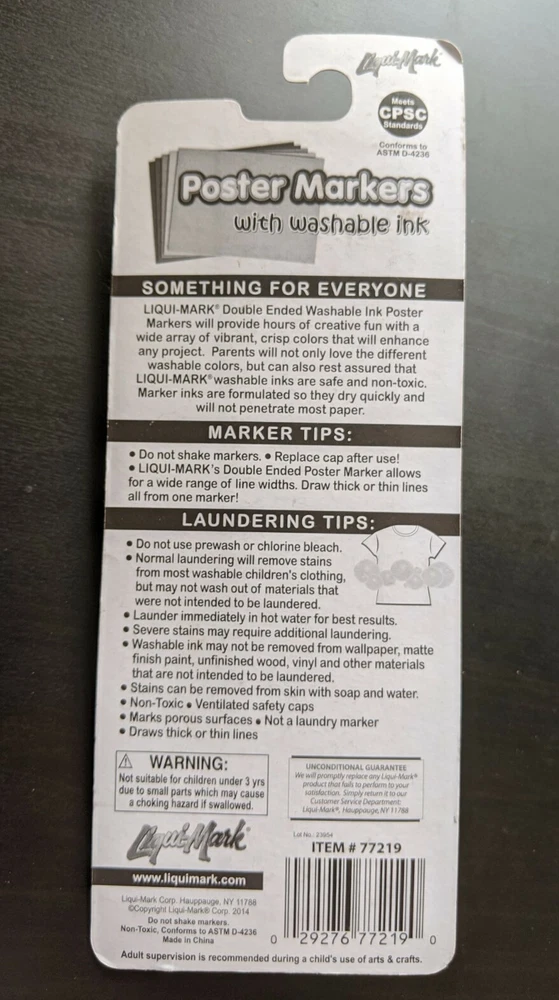 Liqui-Mark
Meets
CPSC
Standards
Conforms to
ASTM D-4236
Poster Markers
with washable ink
SOMETHING FOR EVERYONE
LIQUI-MARK® Double Ended Washable Ink Poster
Markers will provide hours of creative fun with a
wide array of vibrant, crisp colors that will enhance
any project. Parents will not only love the different
washable colors, but can also rest assured that
LIQUI-MARK® washable inks are safe and non-toxic.
Marker inks are formulated so they dry quickly and
will not penetrate most paper.
MARKER TIPS:
• Do not shake markers. • Replace cap after use!
• LIQUI-MARK's Double Ended Poster Marker allows
for a wide range of line widths. Draw thick or thin lines
all from one marker!
LAUNDERING TIPS:
• Do not use prewash or chlorine bleach.
• Normal laundering will remove stains
from most washable children's clothing,
but may not wash out of materials that
were not intended to be laundered.
• Launder immediately in hot water for best results.
• Severe stains may require additional laundering.
• Washable ink may not be removed from wallpaper, matte
finish paint, unfinished wood, vinyl and other materials
that are not intended to be laundered.
• Stains can be removed from skin with soap and water.
• Non-Toxic • Ventilated safety caps
• Marks porous surfaces • Not a laundry marker
• Draws thick or thin lines
WARNING:
Not suitable for children under 3 yrs
due to small parts which may cause
a choking hazard if swallowed.
UNCONDITIONAL GUARANTEE
We will promptly replace any Liqui-Mark®
product that fails to perform to your
satisfaction. Simply return it to our
Customer Service Department:
Liqui-Mark®, Hauppauge, NY 11788
Liqui-Mark®
www.liquimark.com
Liqui-Mark Corp. Hauppauge, NY 11788
©Copyright Liqui-Mark® Corp. 2014
Do not shake markers.
Non-Toxic, Conforms to ASTM D-4236
Made in China
Lot No.: 23954
ITEM # 77219
0 29276 77219 0
Adult supervision is recommended during a child's use of arts & crafts.